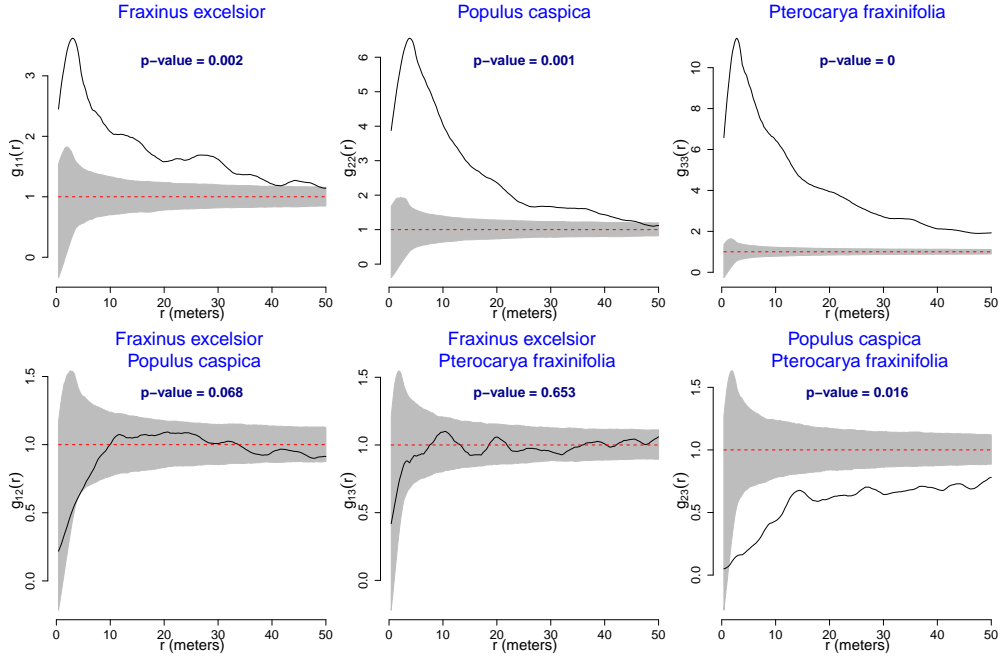 Fraxinus excelsior
p−value = 0.002
g11(r)
0 1 2 3
0 10 20 30 40 50
r (meters)
Populus caspica
p−value = 0.001
g22(r)
0 1 2 3 4 5 6
0 10 20 30 40 50
r (meters)
Pterocarya fraxinifolia
p−value = 0
g33(r)
0 2 4 6 8 10
0 10 20 30 40 50
r (meters)
Fraxinus excelsior
Populus caspica
p−value = 0.068
g12(r)
0.0 0.5 1.0 1.5
0 10 20 30 40 50
r (meters)
Fraxinus excelsior
Pterocarya fraxinifolia
p−value = 0.653
g13(r)
0.0 0.5 1.0 1.5
0 10 20 30 40 50
r (meters)
Populus caspica
Pterocarya fraxinifolia
p−value = 0.016
g23(r)
0.0 0.5 1.0 1.5
0 10 20 30 40 50
r (meters)